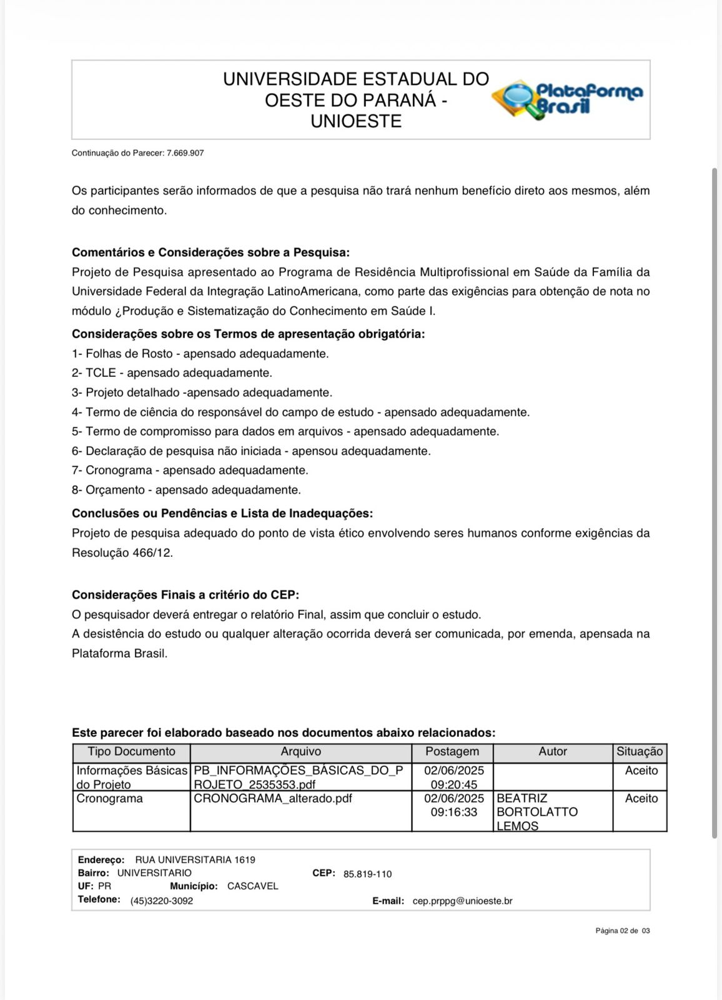 UNIVERSIDADE ESTADUAL DO
OESTE DO PARANÁ -
UNIOESTE
Plataforma
Brasil
Continuação do Parecer: 7.669.907
Os participantes serão informados de que a pesquisa não trará nenhum benefício direto aos mesmos, além
do conhecimento.
Comentários e Considerações sobre a Pesquisa:
Projeto de Pesquisa apresentado ao Programa de Residência Multiprofissional em Saúde da Família da
Universidade Federal da Integração LatinoAmericana, como parte das exigências para obtenção de nota no
módulo ¿Produção e Sistematização do Conhecimento em Saúde I.
Considerações sobre os Termos de apresentação obrigatória:
1- Folhas de Rosto - apensado adequadamente.
2- TCLE - apensado adequadamente.
3- Projeto detalhado -apensado adequadamente.
4- Termo de ciência do responsável do campo de estudo - apensado adequadamente.
5- Termo de compromisso para dados em arquivos - apensado adequadamente.
6- Declaração de pesquisa não iniciada - apensou adequadamente.
7- Cronograma - apensado adequadamente.
8- Orçamento - apensado adequadamente.
Conclusões ou Pendências e Lista de Inadequações:
Projeto de pesquisa adequado do ponto de vista ético envolvendo seres humanos conforme exigências da
Resolução 466/12.
Considerações Finais a critério do CEP:
O pesquisador deverá entregar o relatório Final, assim que concluir o estudo.
A desistência do estudo ou qualquer alteração ocorrida deverá ser comunicada, por emenda, apensada na
Plataforma Brasil.
Este parecer foi elaborado baseado nos documentos abaixo relacionados:
Tipo Documento Arquivo Postagem Autor Situação
Informações Básicas PB_INFORMAÇÕES_BÁSICAS_DO_P 02/06/2025 Aceito
do Projeto ROJETO_2535353.pdf 09:20:45
Cronograma CRONOGRAMA_alterado.pdf 02/06/2025 BEATRIZ Aceito
09:16:33 BORTOLATTO
LEMOS
Endereço: RUA UNIVERSITARIA 1619
Bairro: UNIVERSITARIO CEP: 85.819-110
UF: PR Município: CASCAVEL
Telefone: (45)3220-3092 E-mail: cep.prppg@unioeste.br
Página 02 de 03